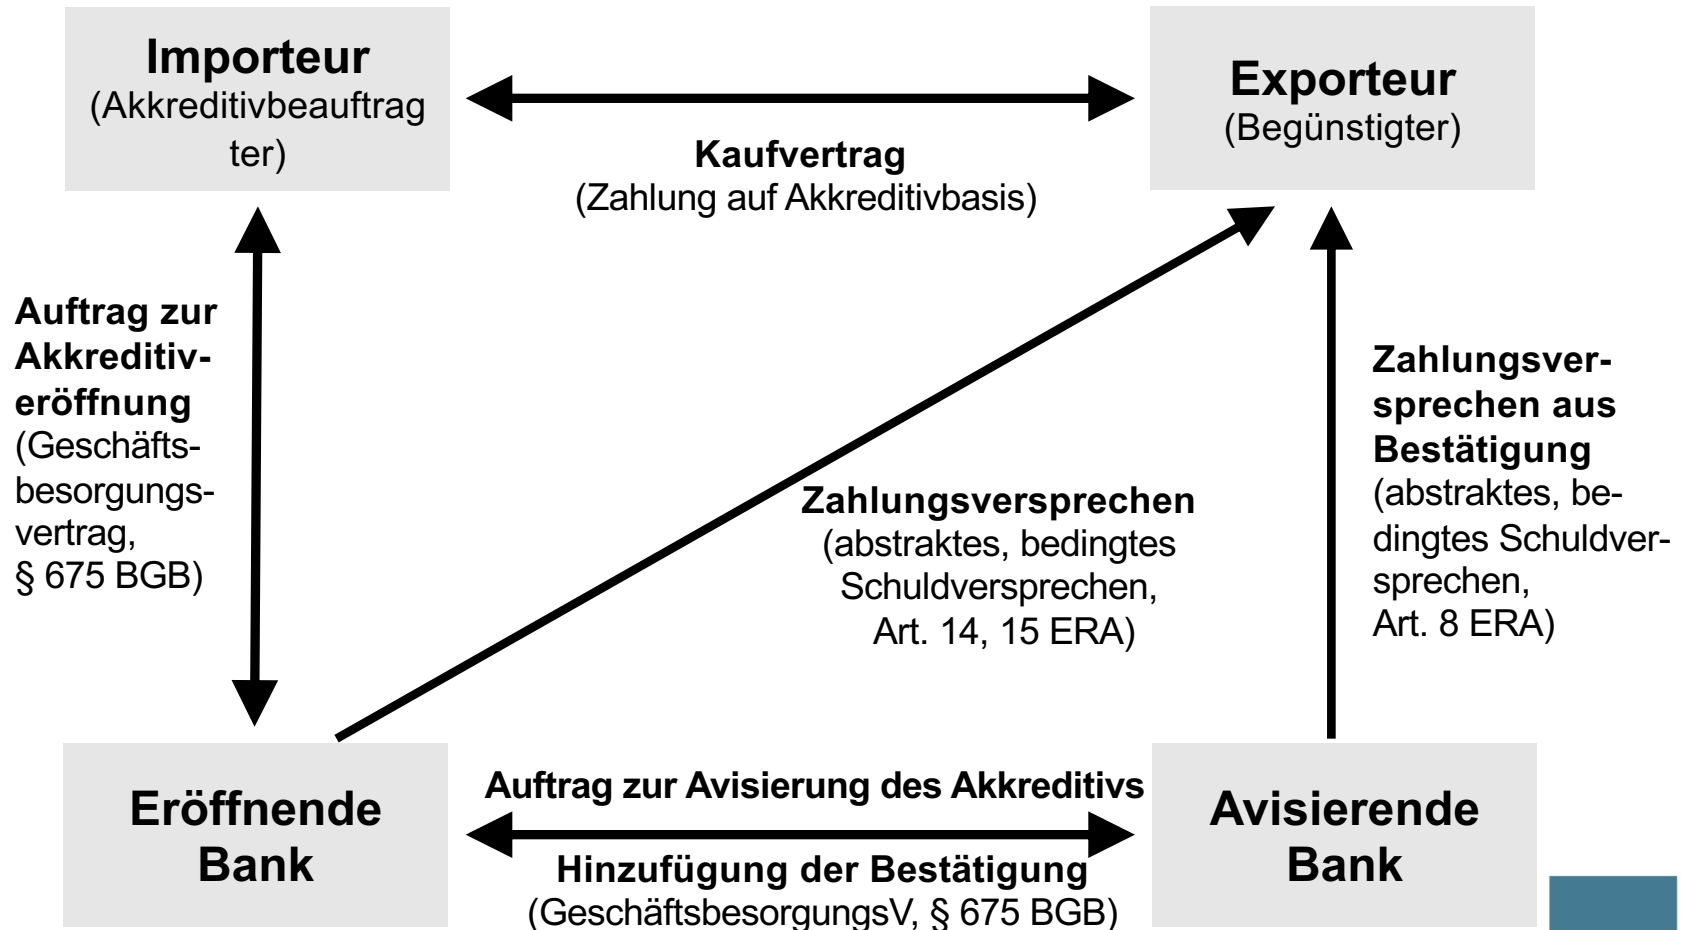 Importeur
(Akkreditivbeauftrag
ter)
Exporteur
(Begünstigter)
Kaufvertrag
(Zahlung auf Akkreditivbasis)
Auftrag zur
Akkreditiv-
eröffnung
(Geschäfts-
besorgungs-
vertrag,
§ 675 BGB)
Zahlungsversprechen
(abstraktes, bedingtes
Schuldversprechen,
Art. 14, 15 ERA)
Zahlungsver-
sprechen aus
Bestätigung
(abstraktes, be-
dingtes Schuldver-
sprechen,
Art. 8 ERA)
Eröffnende
Bank
Auftrag zur Avisierung des Akkreditivs
Hinzufügung der Bestätigung
(GeschäftsbesorgungsV, § 675 BGB)
Avisierende
Bank